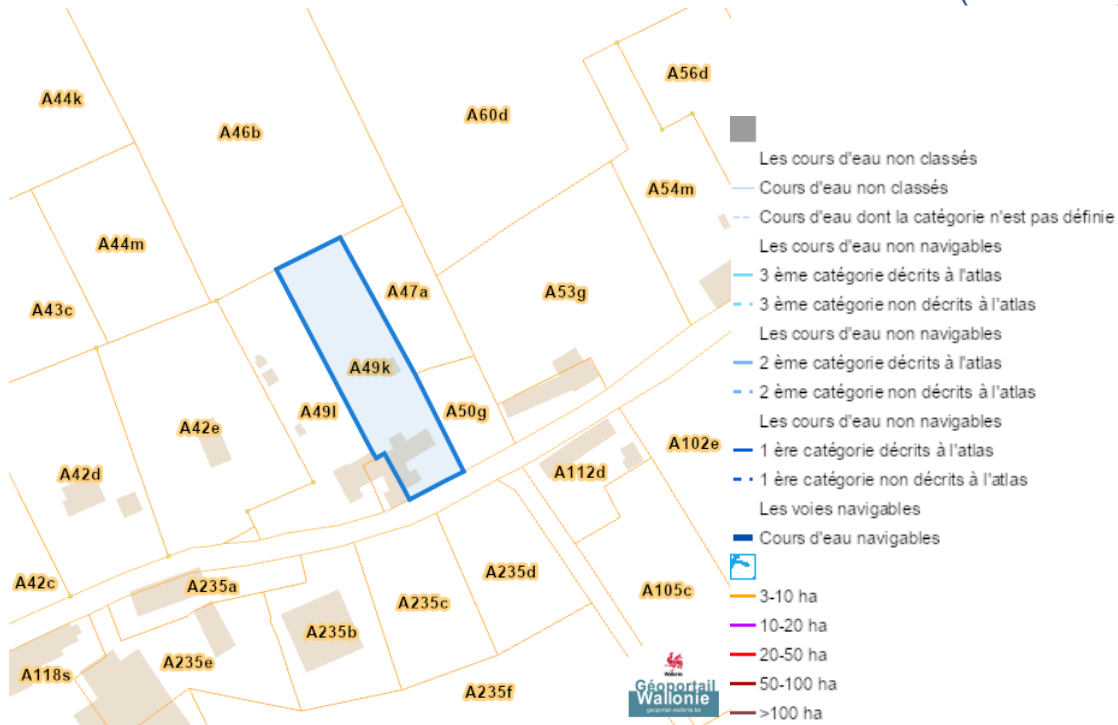 A56d
A44k
A60d
A46b
A54m
A44m
A47a
A53g
A43c
A49k
A49l
A50g
A42e
A102e
A42d
A112d
A42c
A235a
A235d
A235c
A105c
A235b
A235e
A118s
A235f
Wallonie
Géoportail
Wallonie
geoportail.wallonie.be
Les cours d'eau non classés
Cours d'eau non classés
Cours d'eau dont la catégorie n'est pas définie
Les cours d'eau non navigables
3 ème catégorie décrits à l'atlas
3 ème catégorie non décrits à l'atlas
Les cours d'eau non navigables
2 ème catégorie décrits à l'atlas
2 ème catégorie non décrits à l'atlas
Les cours d'eau non navigables
1 ère catégorie décrits à l'atlas
1 ère catégorie non décrits à l'atlas
Les voies navigables
Cours d'eau navigables
3-10 ha
10-20 ha
20-50 ha
50-100 ha
>100 ha